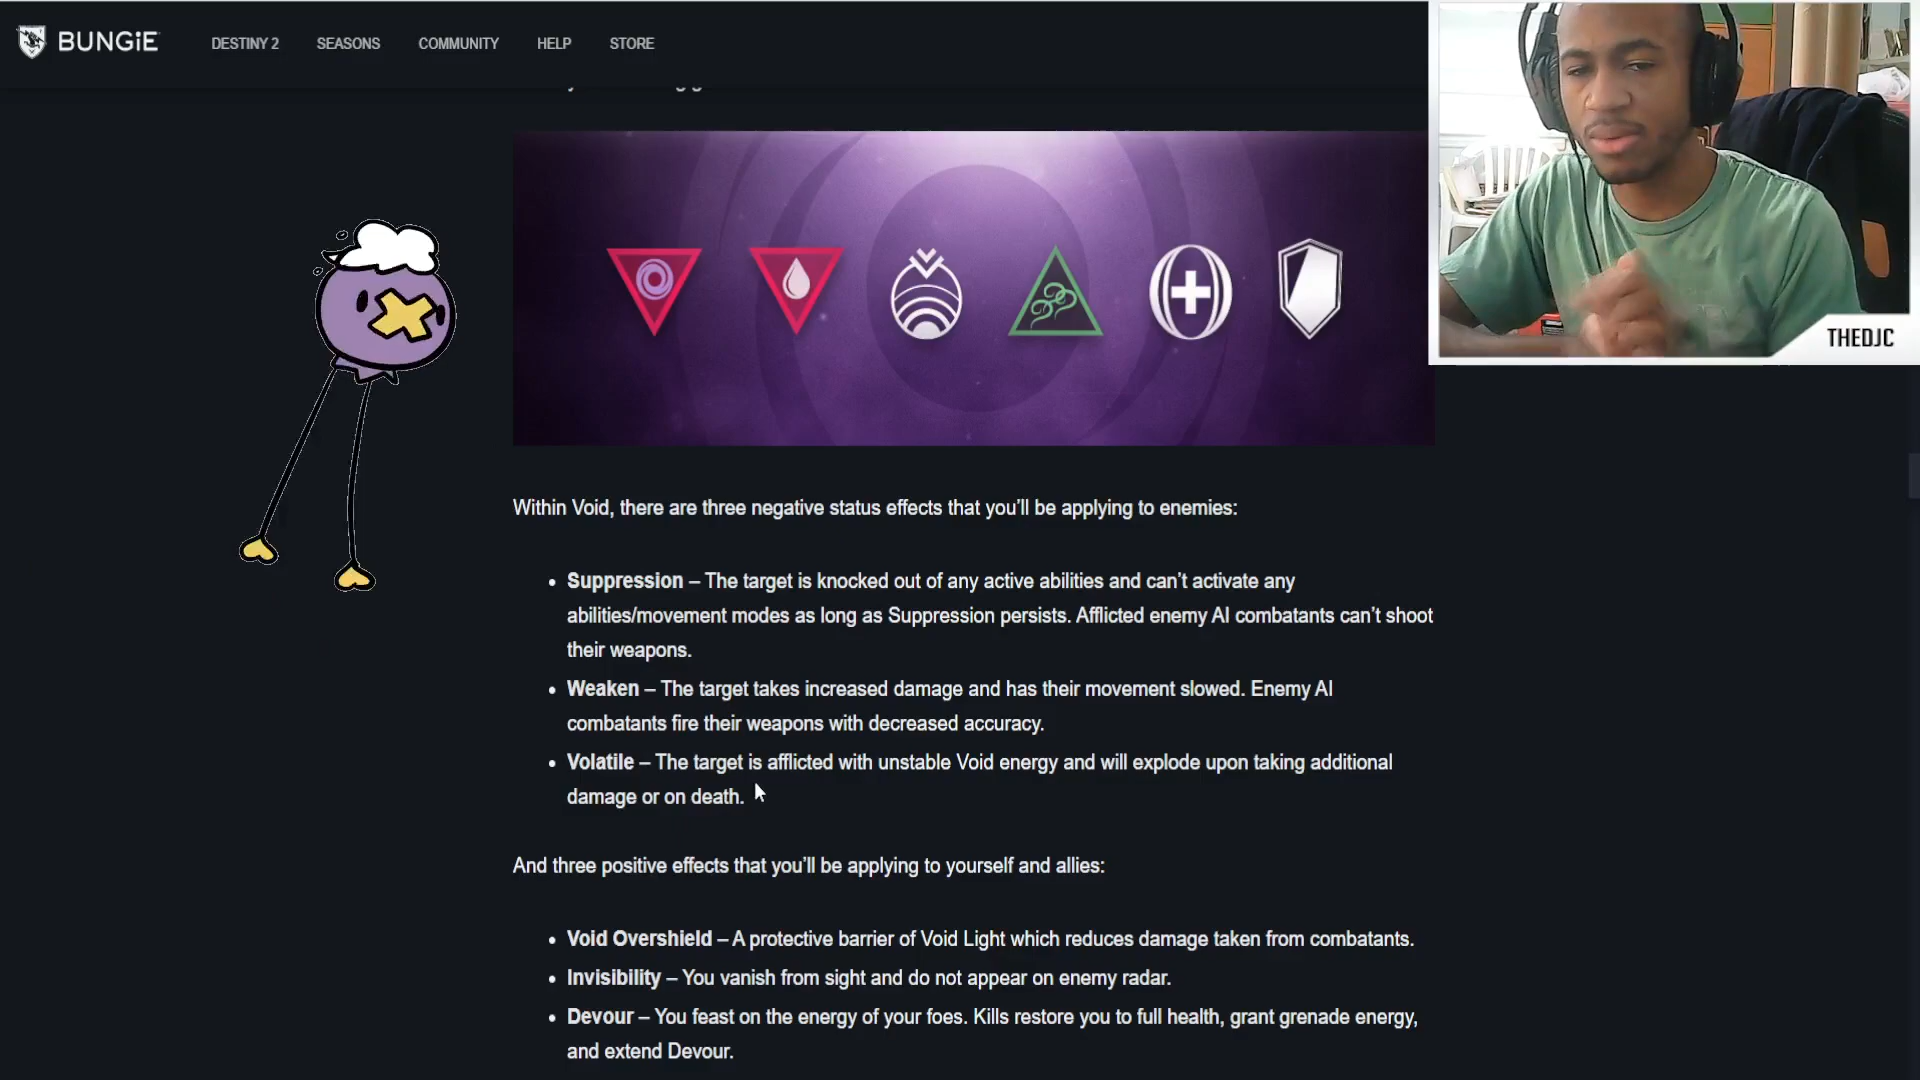 BUNGiE
DESTINY 2
SEASONS
COMMUNITY
HELP
STORE
THEDJC
Within Void, there are three negative status effects that you’ll be applying to enemies:
• Suppression – The target is knocked out of any active abilities and can’t activate any
abilities/movement modes as long as Suppression persists. Afflicted enemy AI combatants can’t shoot
their weapons.
• Weaken – The target takes increased damage and has their movement slowed. Enemy AI
combatants fire their weapons with decreased accuracy.
• Volatile – The target is afflicted with unstable Void energy and will explode upon taking additional
damage or on death.
And three positive effects that you’ll be applying to yourself and allies:
• Void Overshield – A protective barrier of Void Light which reduces damage taken from combatants.
• Invisibility – You vanish from sight and do not appear on enemy radar.
• Devour – You feast on the energy of your foes. Kills restore you to full health, grant grenade energy,
and extend Devour.